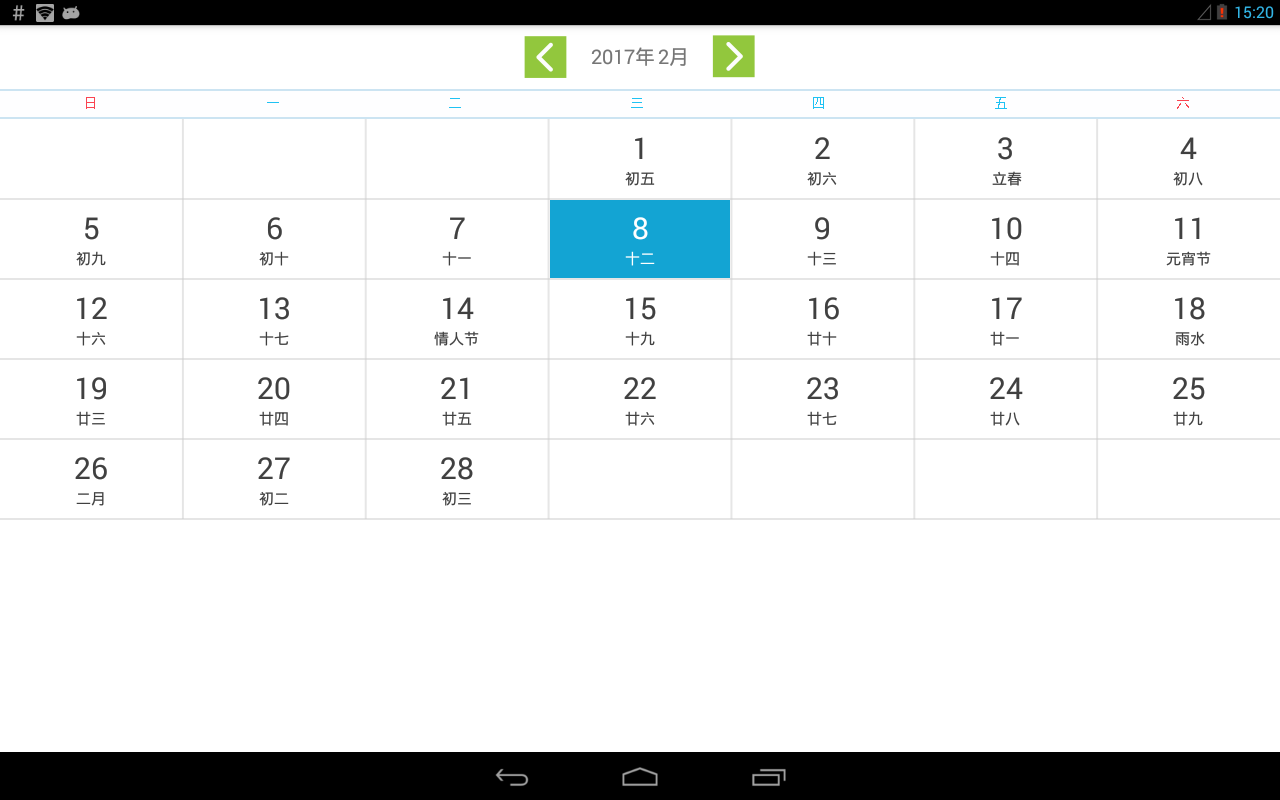 # 15:20
2017年 2月
日 一 二 三 四 五 六
1 2 3 4
初五 初六 立春 初八
5 6 7 8 9 10 11
初九 初十 十一 十二 十三 十四 元宵节
12 13 14 15 16 17 18
十六 十七 情人节 十九 廿十 廿一 雨水
19 20 21 22 23 24 25
廿三 廿四 廿五 廿六 廿七 廿八 廿九
26 27 28
二月 初二 初三